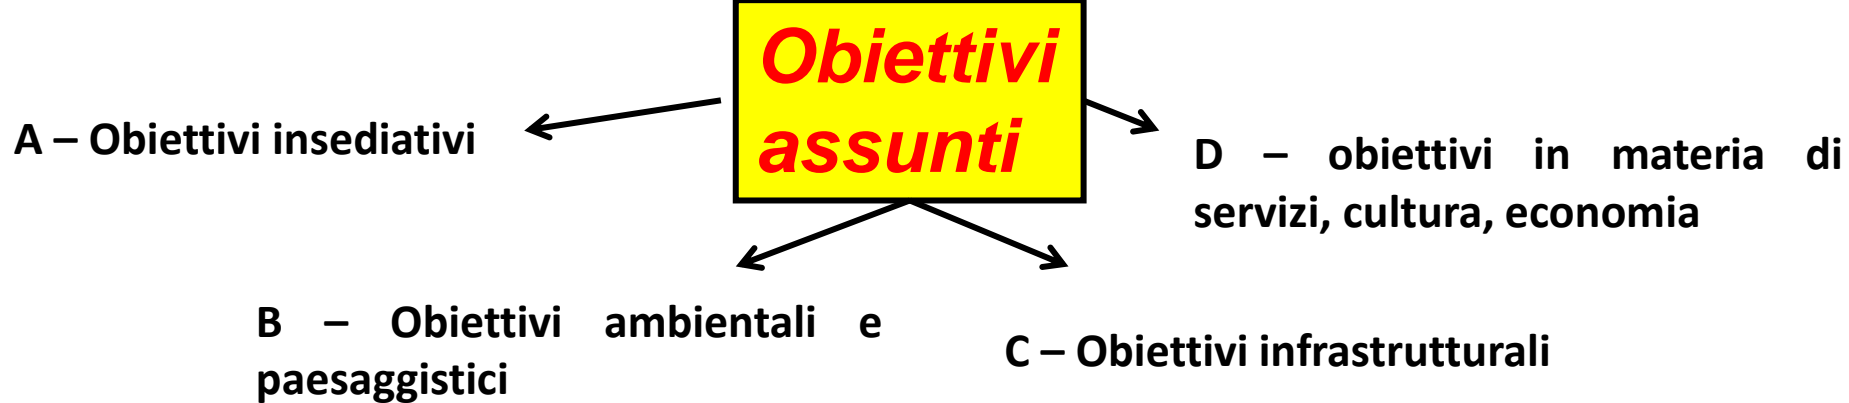 Obiettivi
assunti
A – Obiettivi insediativi
B – Obiettivi ambientali e
paesaggistici
C – Obiettivi infrastrutturali
D – obiettivi in materia di
servizi, cultura, economia